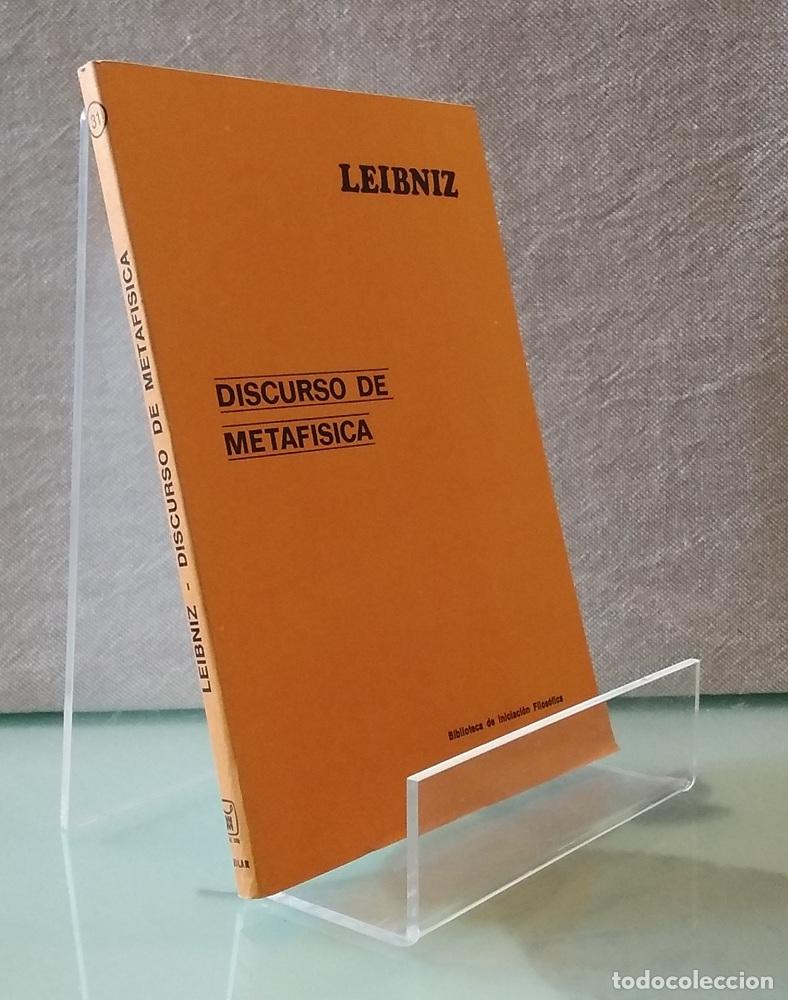 LEIBNIZ
DISCURSO DE
METAFISICA
Biblioteca de Iniciación Filosófica
31
LEIBNIZ - DISCURSO DE METAFISICA
todocoleccion